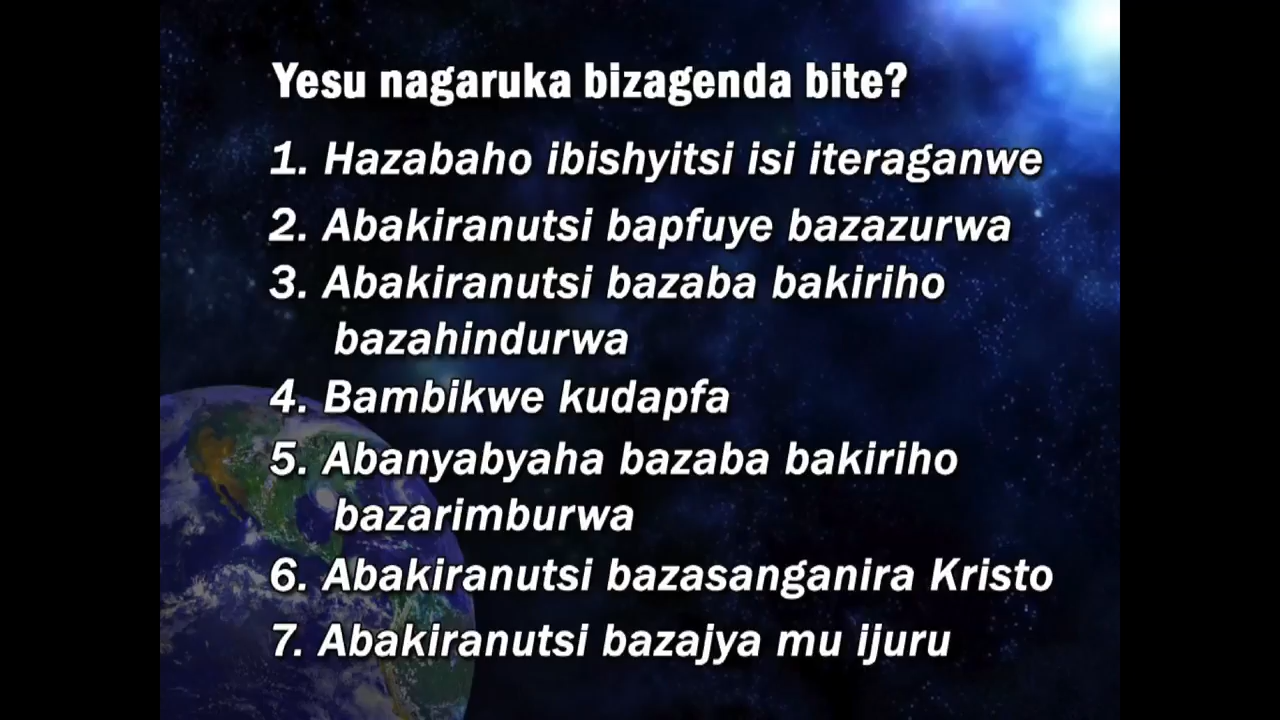 Yesu nagaruka bizagenda bite?
1. Hazabaho ibishyitsi isi iteraganwe
2. Abakiranutsi bapfuye bazazurwa
3. Abakiranutsi bazaba bakiriho
bazahindurwa
4. Bambikwe kudapfa
5. Abanyabyaha bazaba bakiriho
bazarimburwa
6. Abakiranutsi bazasanganira Kristo
7. Abakiranutsi bazajya mu ijuru